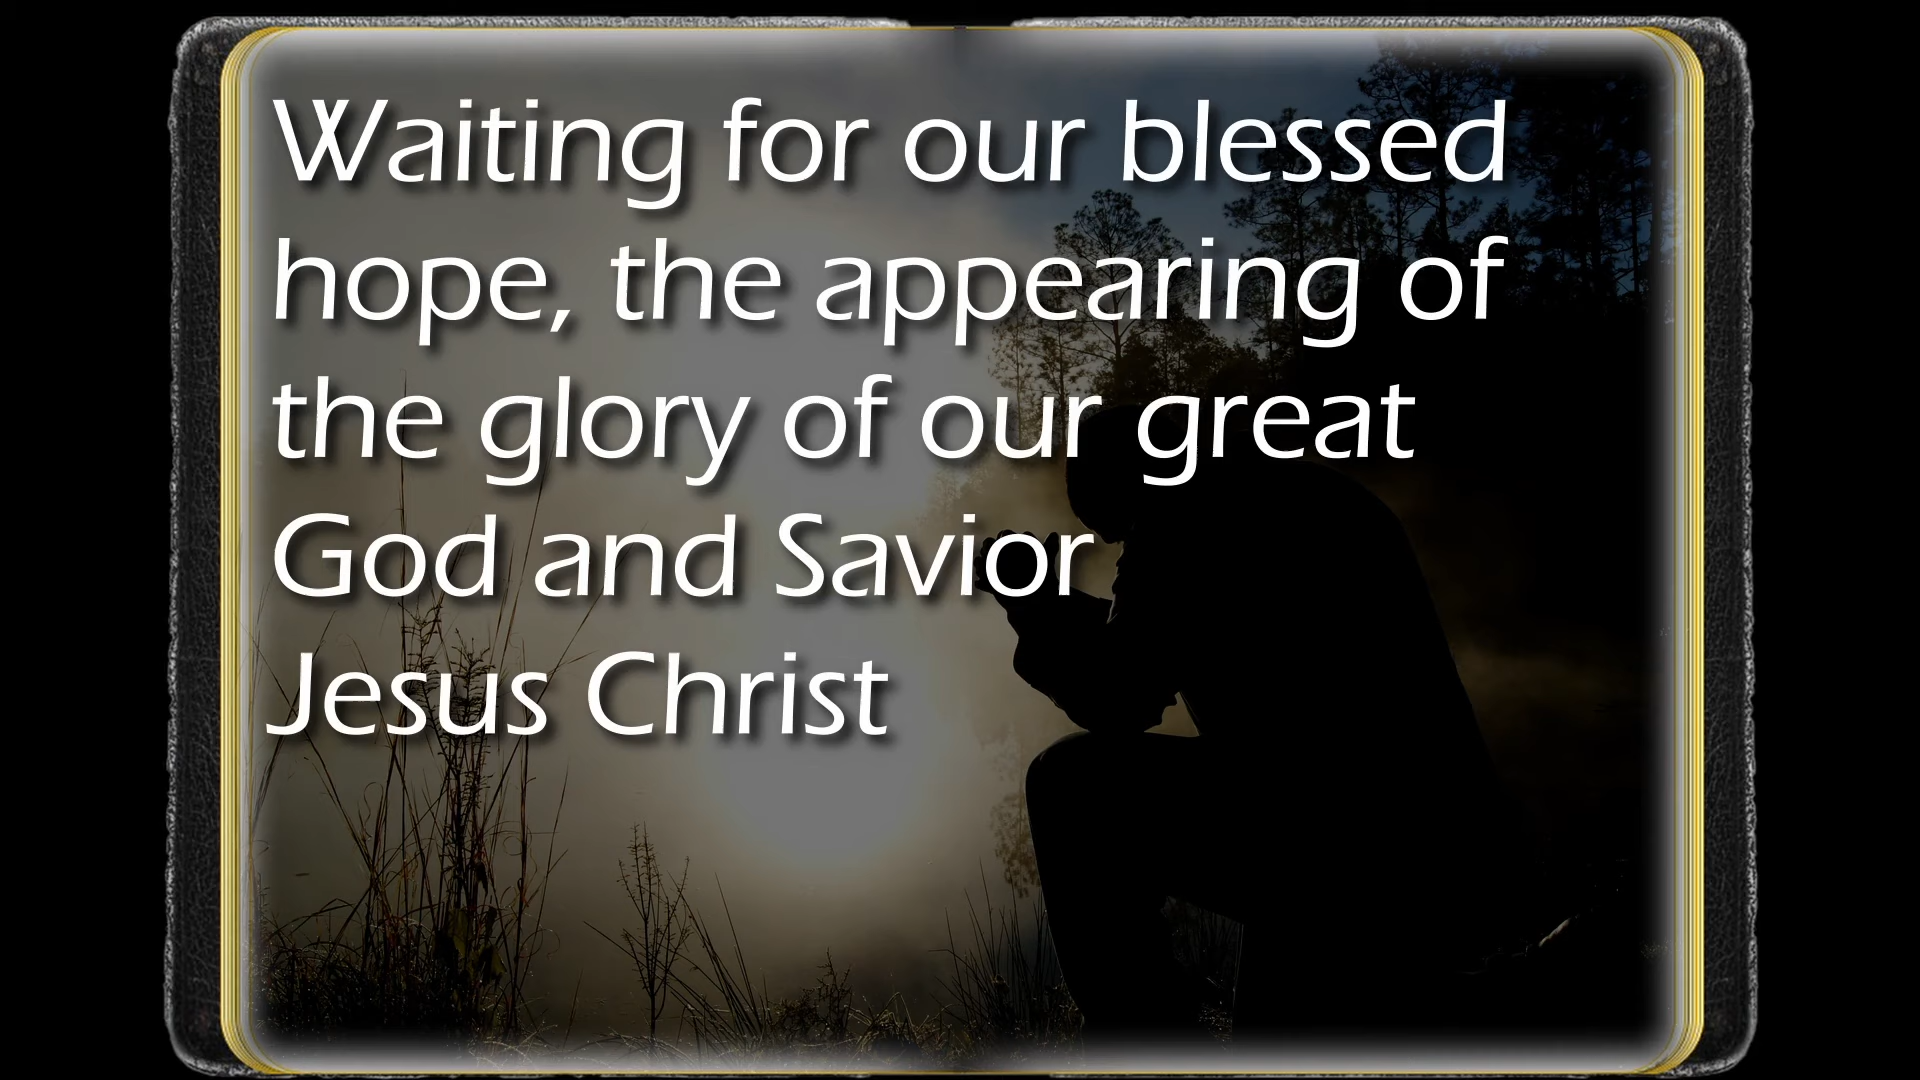 Waiting for our blessed
hope, the appearing of
the glory of our great
God and Savior
Jesus Christ